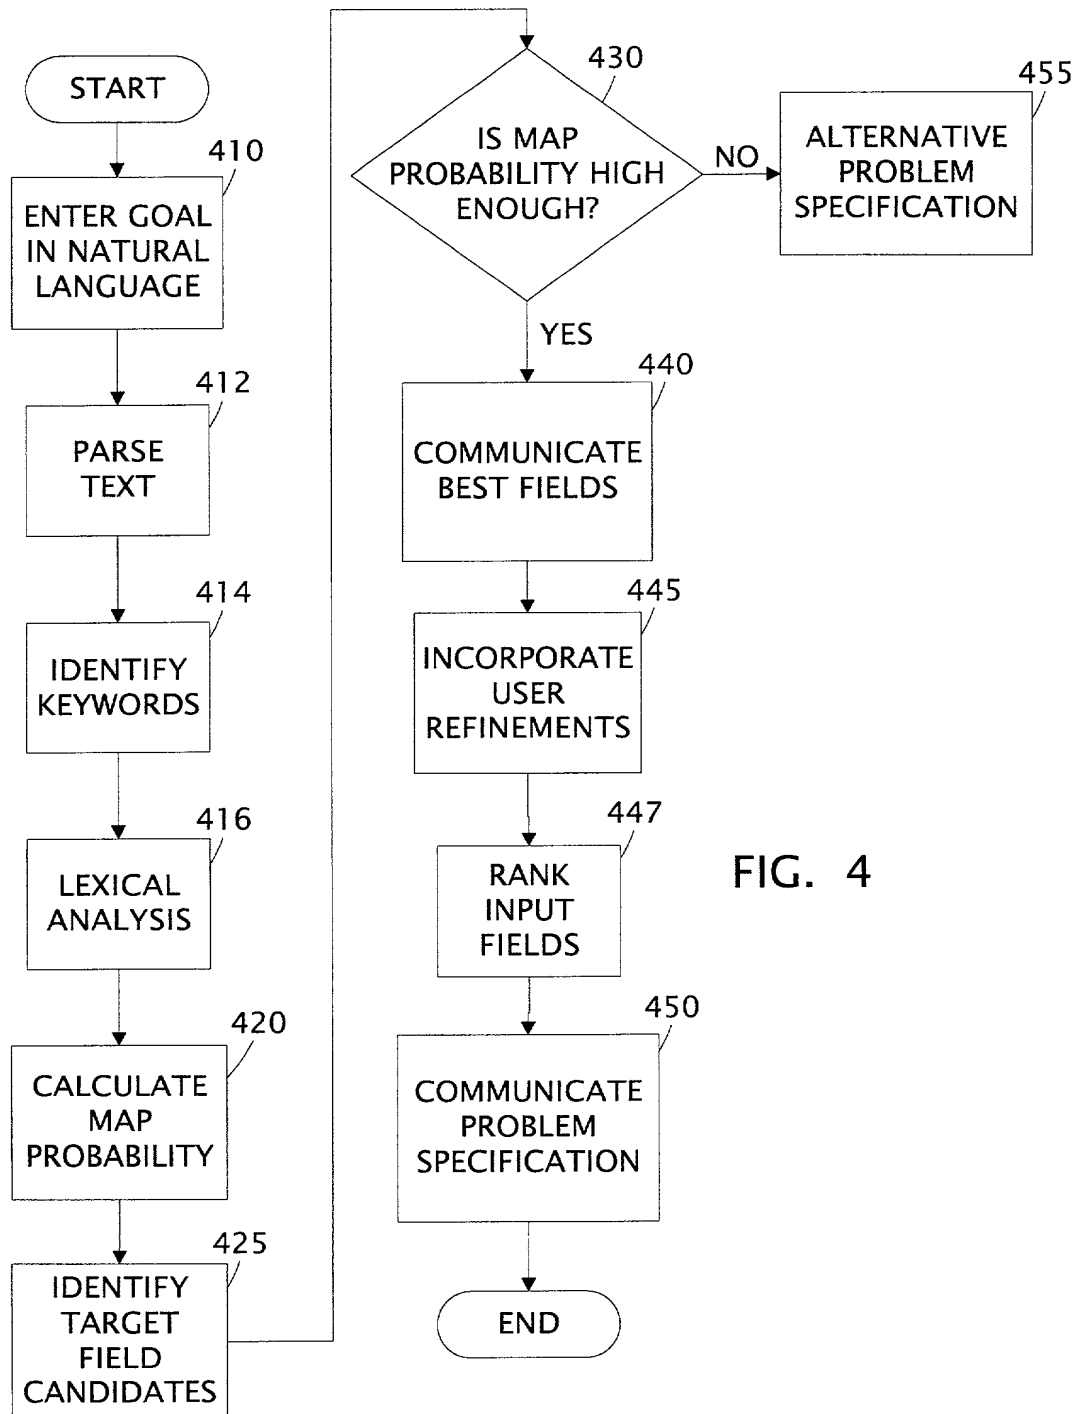 START
410
ENTER GOAL
IN NATURAL
LANGUAGE
412
PARSE
TEXT
414
IDENTIFY
KEYWORDS
416
LEXICAL
ANALYSIS
420
CALCULATE
MAP
PROBABILITY
425
IDENTIFY
TARGET
FIELD
CANDIDATES
430
IS MAP
PROBABILITY HIGH
ENOUGH?
NO
455
ALTERNATIVE
PROBLEM
SPECIFICATION
YES
440
COMMUNICATE
BEST FIELDS
445
INCORPORATE
USER
REFINEMENTS
447
RANK
INPUT
FIELDS
450
COMMUNICATE
PROBLEM
SPECIFICATION
END
FIG. 4